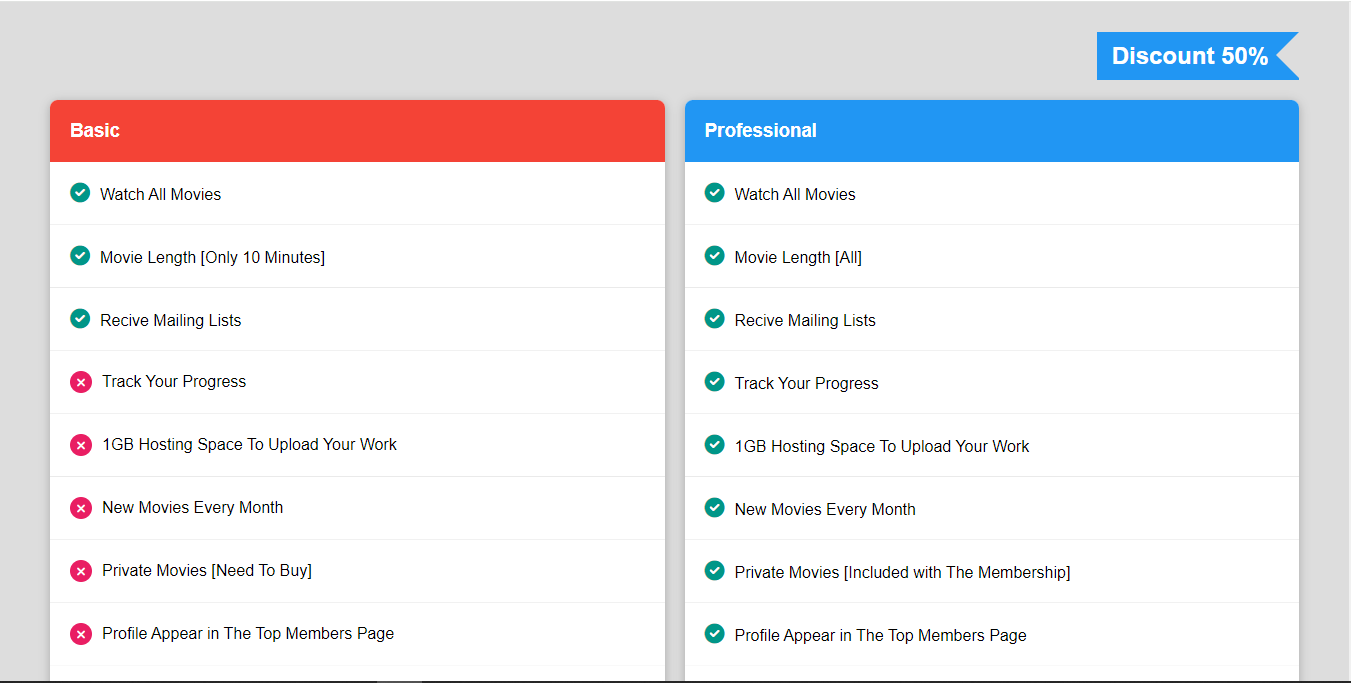 Discount 50%
Basic
Watch All Movies
Movie Length [Only 10 Minutes]
Recive Mailing Lists
Track Your Progress
1GB Hosting Space To Upload Your Work
New Movies Every Month
Private Movies [Need To Buy]
Profile Appear in The Top Members Page
Professional
Watch All Movies
Movie Length [All]
Recive Mailing Lists
Track Your Progress
1GB Hosting Space To Upload Your Work
New Movies Every Month
Private Movies [Included with The Membership]
Profile Appear in The Top Members Page